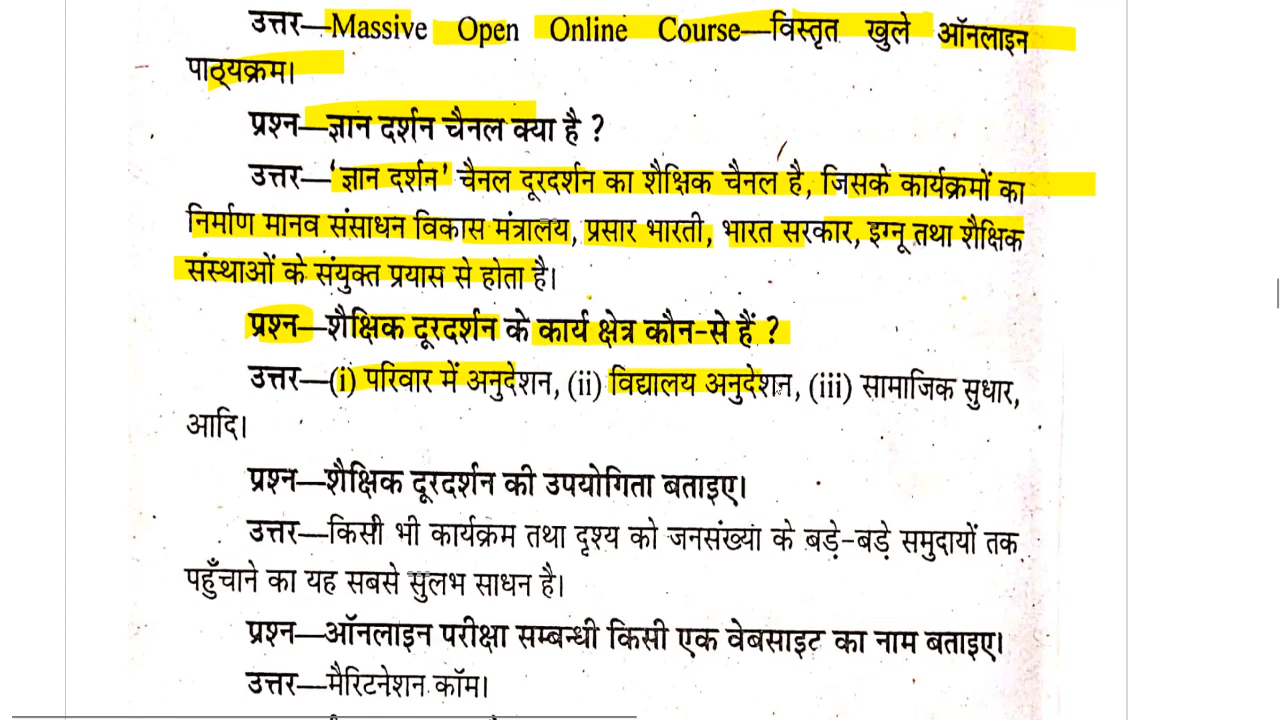 उत्तर—Massive Open Online Course—विस्तृत खुले ऑनलाइन
पाठ्यक्रम।
प्रश्न—ज्ञान दर्शन चैनल क्या है ?
उत्तर—'ज्ञान दर्शन' चैनल दूरदर्शन का शैक्षिक चैनल है, जिसके कार्यक्रमों का
निर्माण मानव संसाधन विकास मंत्रालय, प्रसार भारती, भारत सरकार, इग्नू तथा शैक्षिक
संस्थाओं के संयुक्त प्रयास से होता है।
प्रश्न—शैक्षिक दूरदर्शन के कार्य क्षेत्र कौन-से हैं ?
उत्तर—(i) परिवार में अनुदेशन, (ii) विद्यालय अनुदेशन, (iii) सामाजिक सुधार,
आदि।
प्रश्न—शैक्षिक दूरदर्शन की उपयोगिता बताइए।
उत्तर—किसी भी कार्यक्रम तथा दृश्य को जनसंख्या के बड़े-बड़े समुदायों तक
पहुँचाने का यह सबसे सुलभ साधन है।
प्रश्न—ऑनलाइन परीक्षा सम्बन्धी किसी एक वेबसाइट का नाम बताइए।
उत्तर—मैरिटनेशन कॉम।